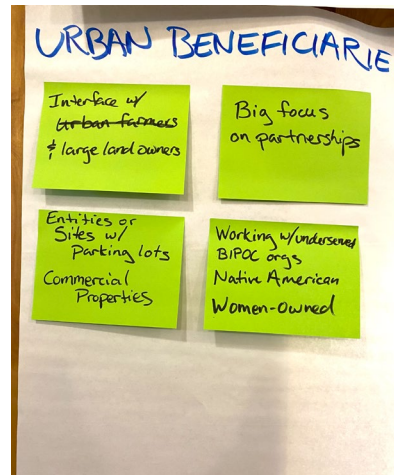 URBAN BENEFICIARIE
Interface w/
urban farmers
& large land owners
Big focus
on partnerships
Entities or
Sites w/
Parking lots
Commercial
Properties
Working w/underserved
BIPOC orgs
Native American
Women-Owned